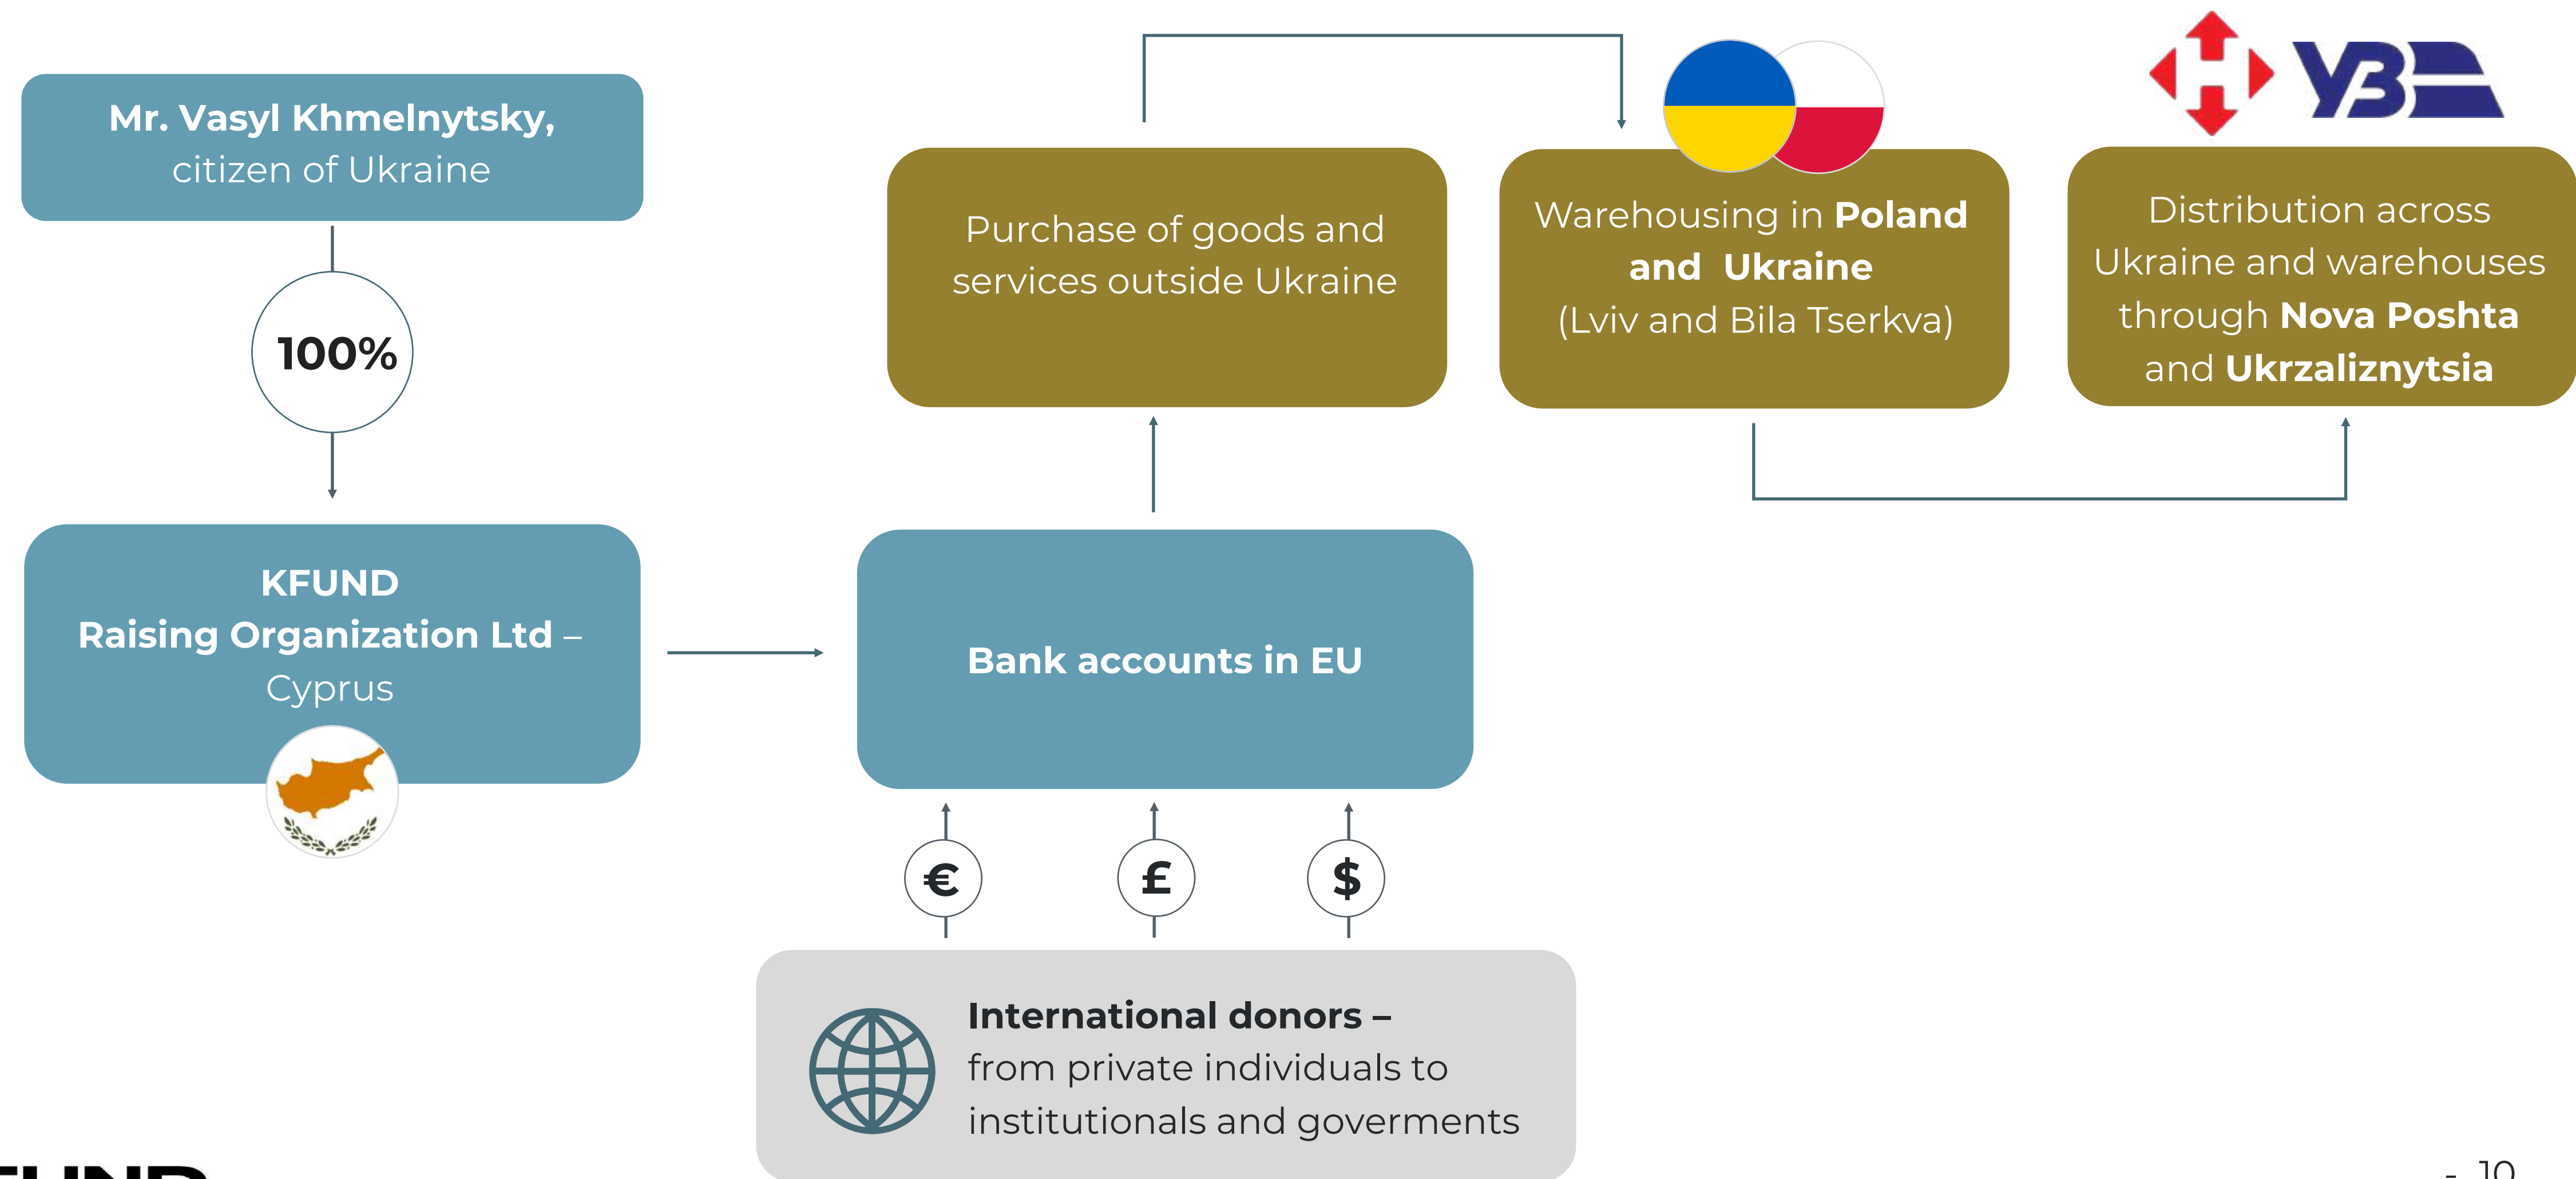 Mr. Vasyl Khmelnytsky,
citizen of Ukraine
100%
KFUND
Raising Organization Ltd –
Cyprus
Purchase of goods and
services outside Ukraine
Warehousing in Poland
and Ukraine
(Lviv and Bila Tserkva)
УЗ
Distribution across
Ukraine and warehouses
through Nova Poshta
and Ukrzaliznytsia
Bank accounts in EU
€ £ $
International donors –
from private individuals to
institutionals and goverments
- 10